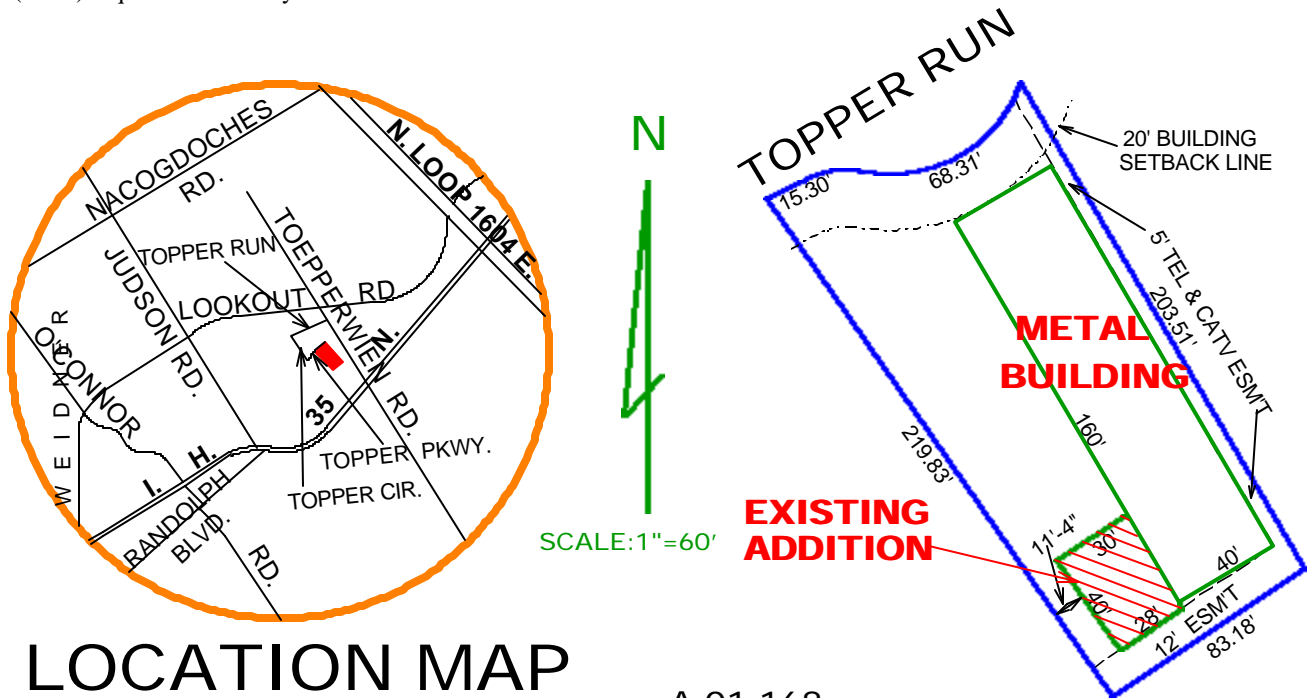 NACOGDOCHES
RD.
N. LOOP 1604 E.
TOPPER RUN
TOEPPERWIEN RD.
JUDSON RD.
LOOKOUT RD
O'CONNOR
RD.
WEIDNER
I. H. 35 N.
RANDOLPH
BLVD.
TOPPER PKWY.
TOPPER CIR.
LOCATION MAP
N
SCALE:1"=60'
TOPPER RUN
15.30'
68.31'
20' BUILDING
SETBACK LINE
5' TEL & CATV ESM'T
203.51'
METAL
BUILDING
160'
219.83'
EXISTING
ADDITION
11'-4"
30'
40'
28'
40'
12' ESM'T
83.18'